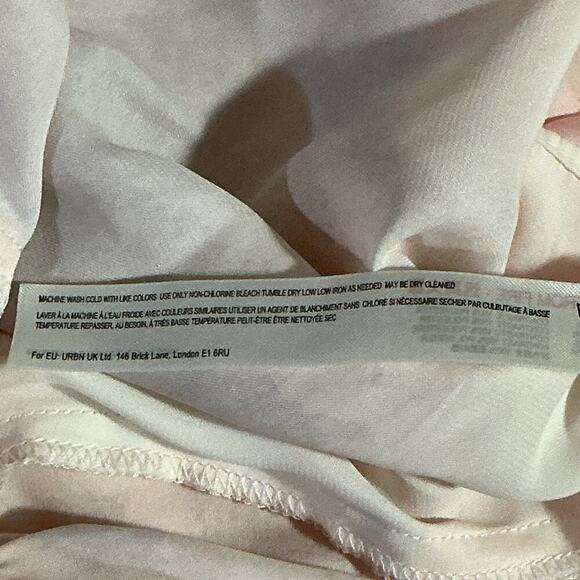 MACHINE WASH COLD WITH LIKE COLORS USE ONLY NON-CHLORINE BLEACH TUMBLE DRY LOW LOW IRON AS NEEDED MAY BE DRY CLEANED
LAVER À LA MACHINE À L'EAU FROIDE AVEC COULEURS SIMILAIRES UTILISER UN AGENT DE BLANCHIMENT SANS CHLORÉ SI NÉCESSAIRE SECHER PAR CULBUTAGE À BASSE
TEMPERATURE REPASSER, AU BESOIN, À TRÈS BASSE TEMPÉRATURE PEUT-ÊTRE ÊTRE NETTOYÉE SEC
For EU: URBN UK Ltd. 146 Brick Lane, London E1 6RU